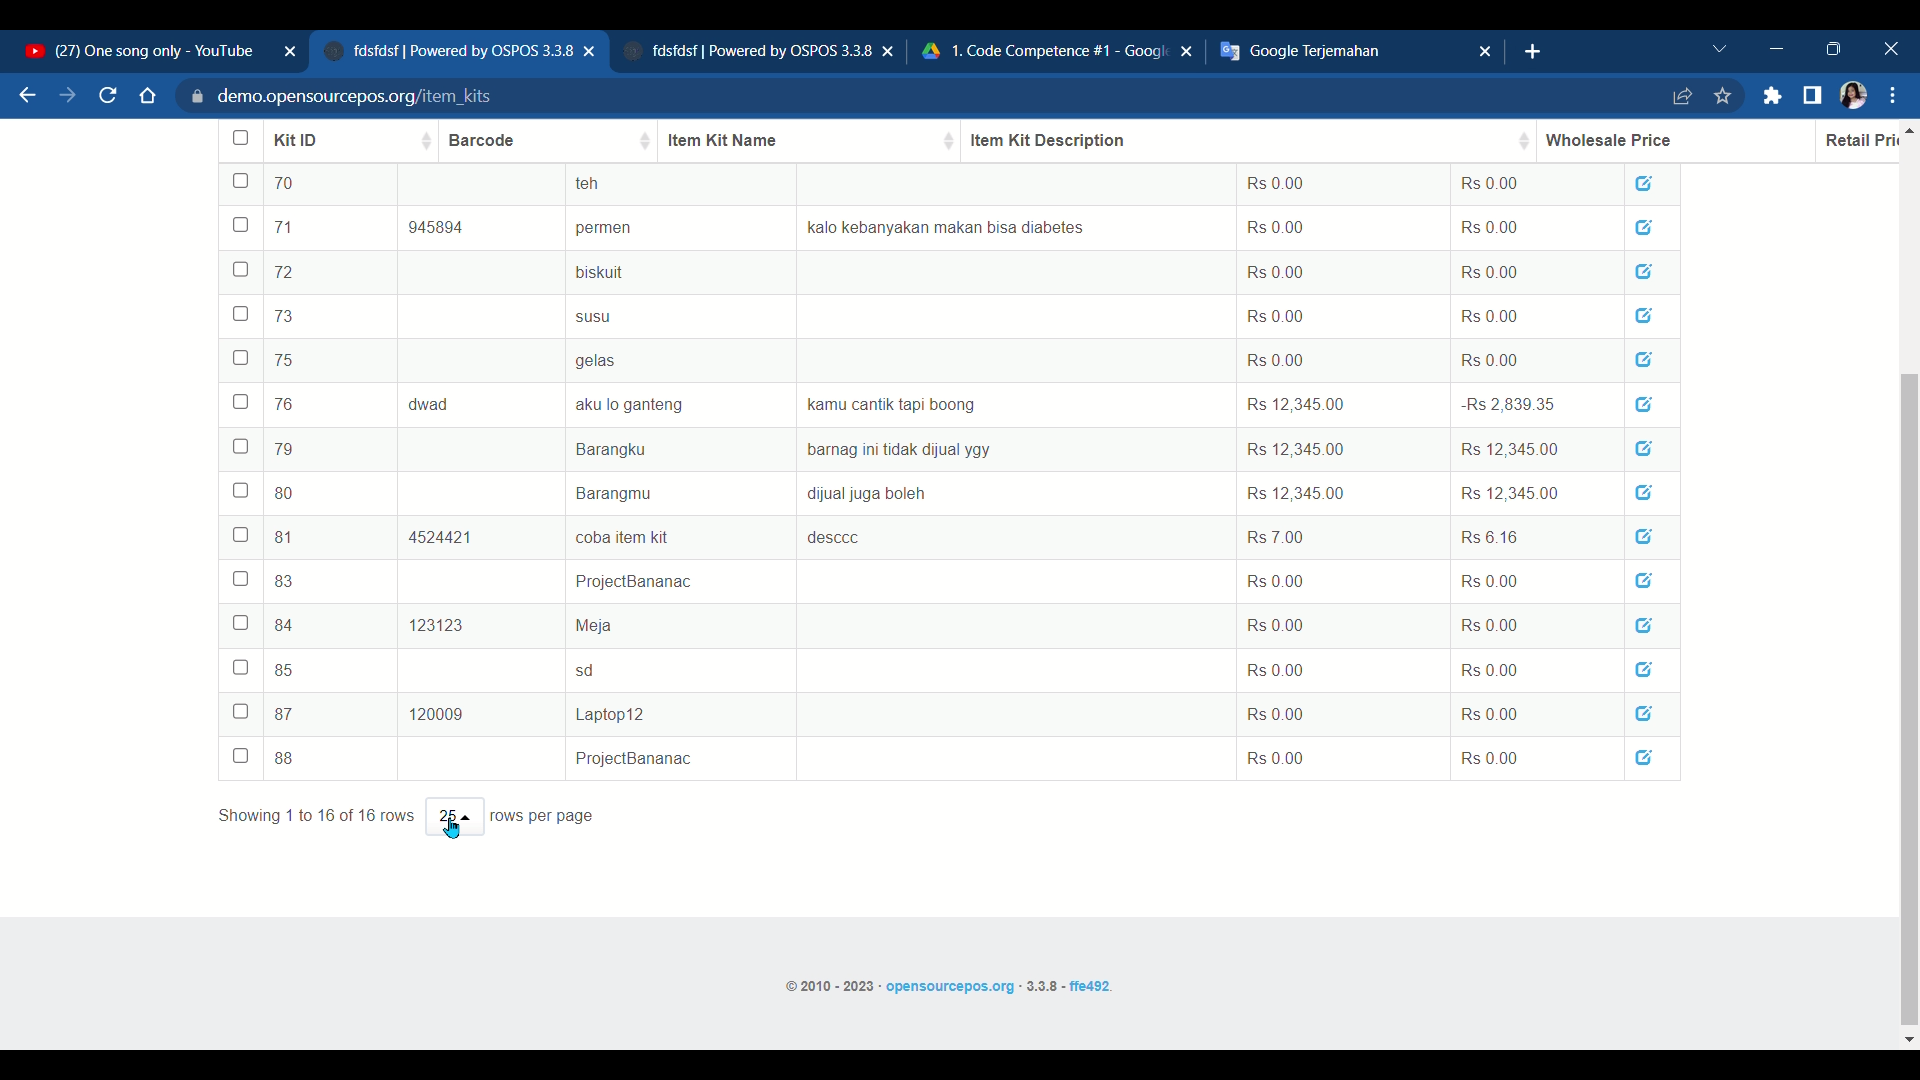 (27) One song only - YouTube
fdsfdsf | Powered by OSPOS 3.3.8
fdsfdsf | Powered by OSPOS 3.3.8
1. Code Competence #1 - Google
Google Terjemahan
demo.opensourcepos.org/item_kits
Kit ID Barcode Item Kit Name Item Kit Description Wholesale Price Retail Pri
70 teh Rs 0.00 Rs 0.00
71 945894 permen kalo kebanyakan makan bisa diabetes Rs 0.00 Rs 0.00
72 biskuit Rs 0.00 Rs 0.00
73 susu Rs 0.00 Rs 0.00
75 gelas Rs 0.00 Rs 0.00
76 dwad aku lo ganteng kamu cantik tapi boong Rs 12,345.00 -Rs 2,839.35
79 Barangku barnag ini tidak dijual ygy Rs 12,345.00 Rs 12,345.00
80 Barangmu dijual juga boleh Rs 12,345.00 Rs 12,345.00
81 4524421 coba item kit desccc Rs 7.00 Rs 6.16
83 ProjectBananac Rs 0.00 Rs 0.00
84 123123 Meja Rs 0.00 Rs 0.00
85 sd Rs 0.00 Rs 0.00
87 120009 Laptop12 Rs 0.00 Rs 0.00
88 ProjectBananac Rs 0.00 Rs 0.00
Showing 1 to 16 of 16 rows 25 rows per page
© 2010 - 2023 · opensourcepos.org · 3.3.8 - ffe492.